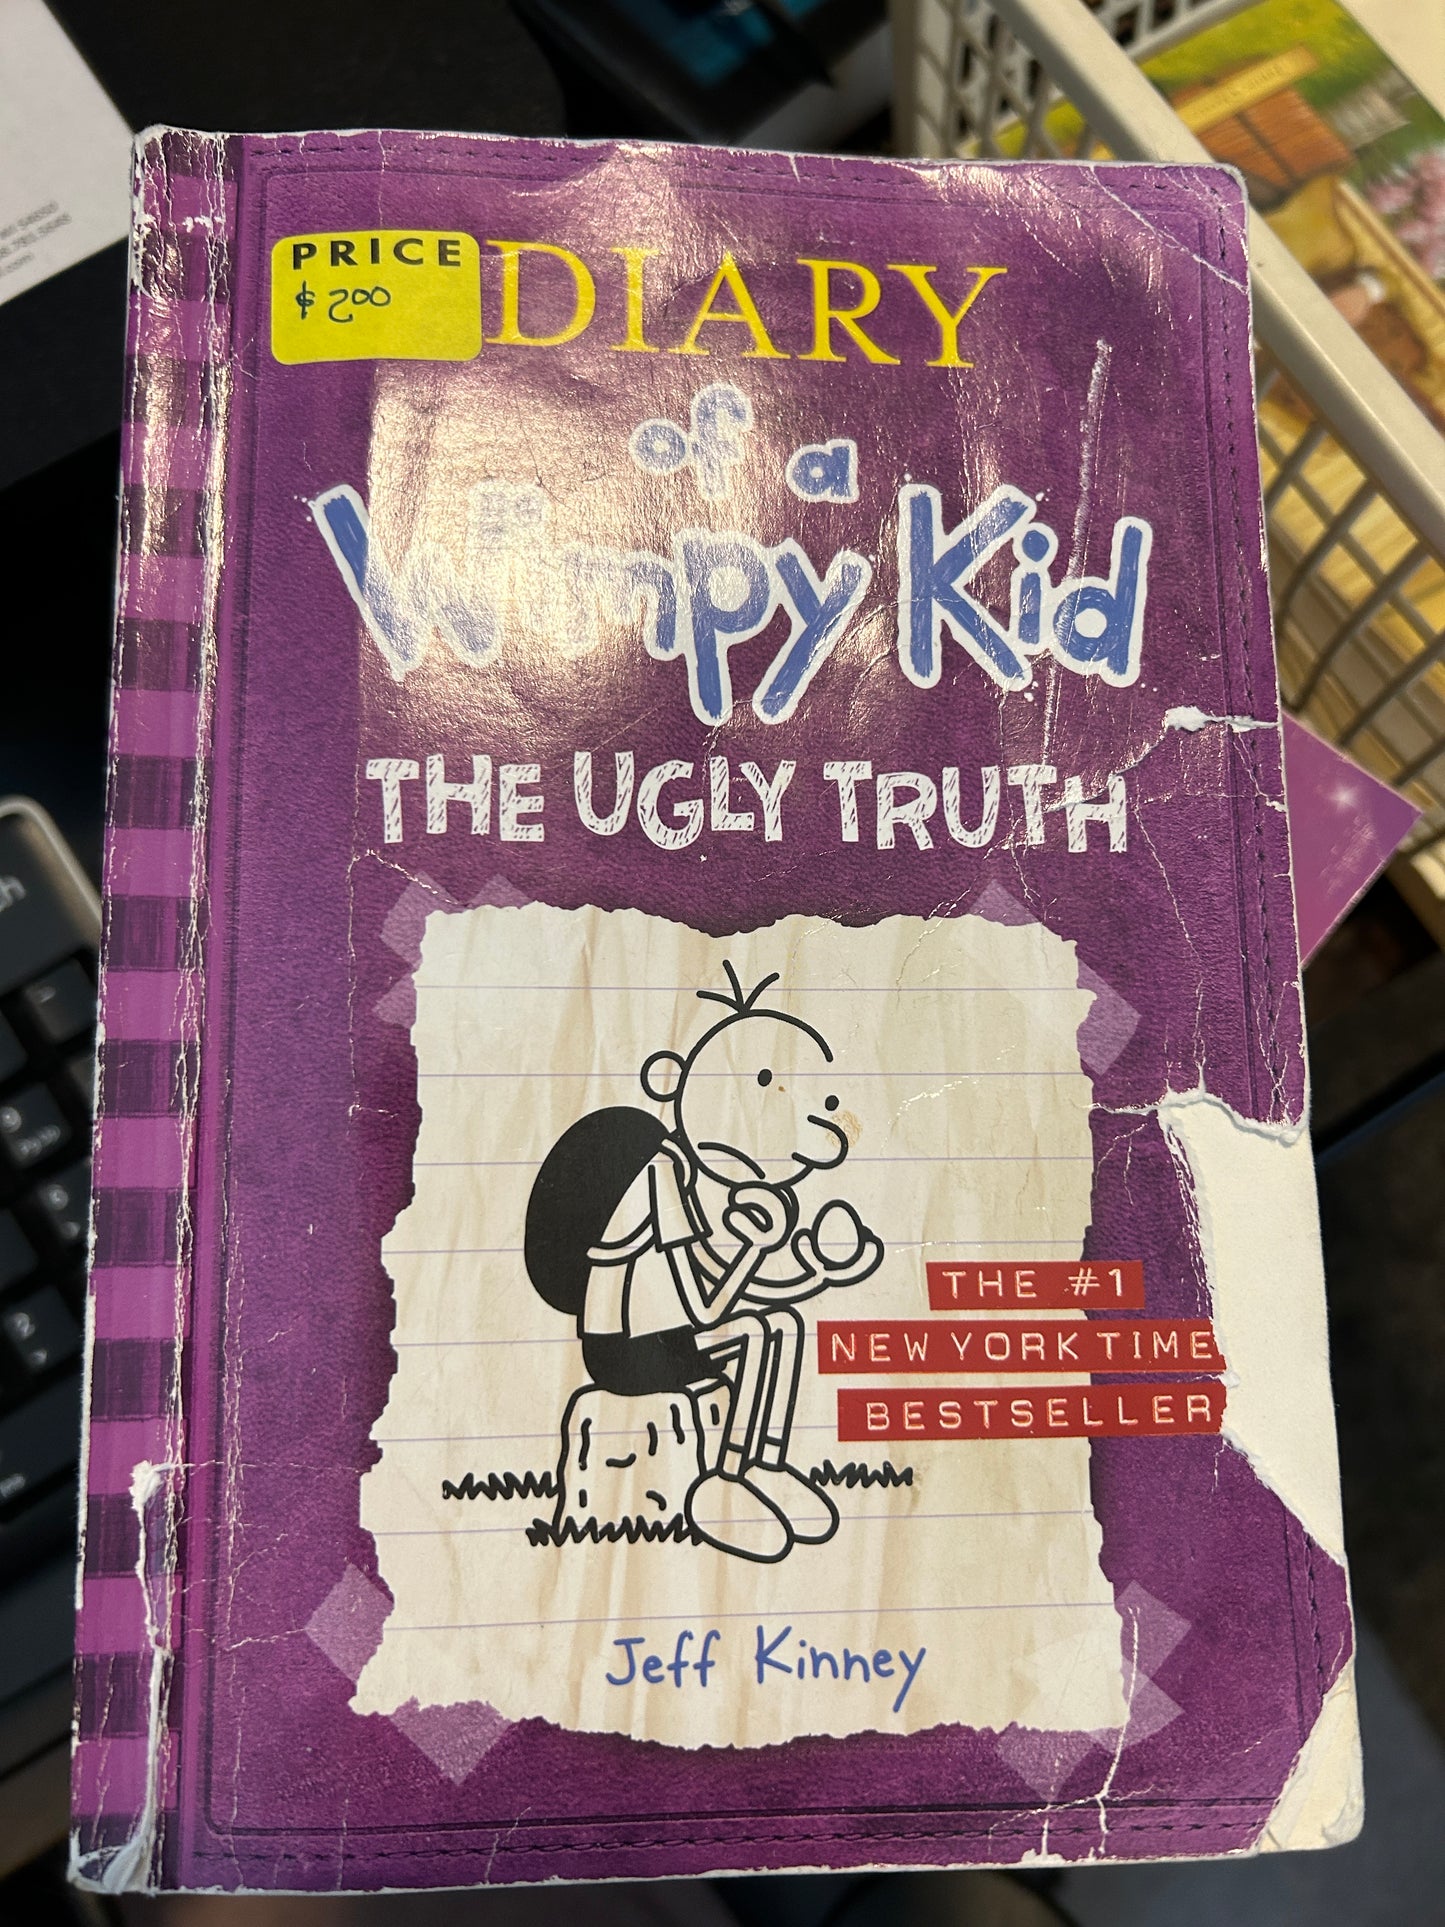 PRICE
$ 200
DIARY
of a
Wimpy Kid
THE UGLY TRUTH
THE #1
NEW YORK TIME
BESTSELLER
Jeff Kinney